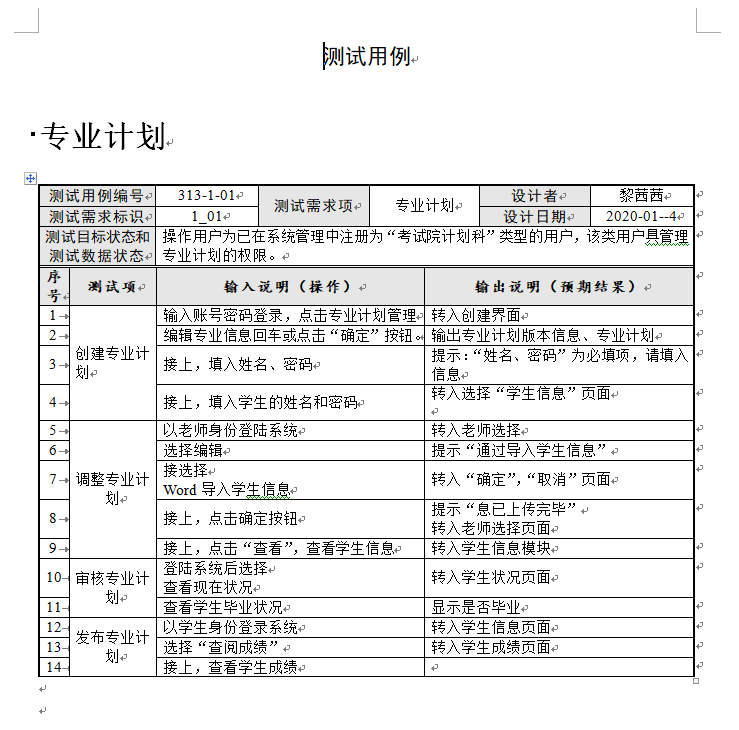 测试用例
专业计划
测试用例编号 313-1-01 测试需求项 专业计划 设计者 黎茜茜
测试需求标识 1_01 设计日期 2020-01--4
测试目标状态和 操作用户为已在系统管理中注册为“考试院计划科”类型的用户，该类用户具管理
测试数据状态 专业计划的权限。
序号 测试项 输入说明（操作） 输出说明（预期结果）
1 创建专业计划 输入账号密码登录，点击专业计划管理 转入创建界面
2 编辑专业信息回车或点击“确定”按钮。 输出专业计划版本信息、专业计划
3 接上，填入姓名、密码 提示：“姓名、密码”为必填项，请填入
信息
4 接上，填入学生的姓名和密码 转入选择“学生信息”页面
5 调整专业计划 以老师身份登陆系统 转入老师选择
6 选择编辑 提示“通过导入学生信息”
7 接选择
Word 导入学生信息 转入“确定”，“取消”页面
8 接上，点击确定按钮 提示“息已上传完毕”
转入老师选择页面
9 接上，点击“查看”，查看学生信息 转入学生信息模块
10 审核专业计划 登陆系统后选择
查看现在状况 转入学生状况页面
11 查看学生毕业状况 显示是否毕业
12 发布专业计划 以学生身份登录系统 转入学生信息页面
13 选择“查阅成绩” 转入学生成绩页面
14 接上，查看学生成绩